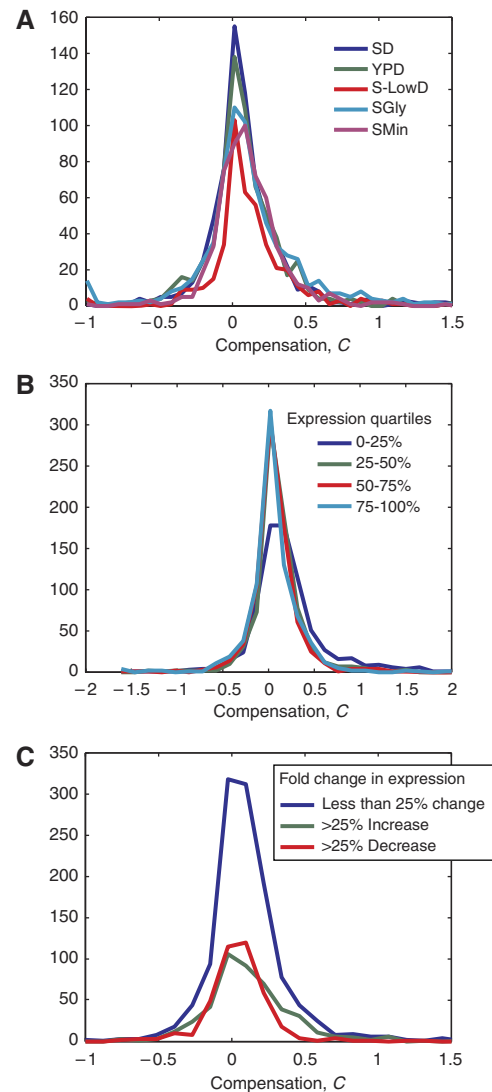 A
160
140
120
100
80
60
40
20
0
SD
YPD
S-LowD
SGly
SMin
−1 −0.5 0 0.5 1 1.5
Compensation, C
B
350
300
250
200
150
100
50
0
Expression quartiles
0-25%
25-50%
50-75%
75-100%
−2 −1.5 −1 −0.5 0 0.5 1 1.5 2
Compensation, C
C
350
300
250
200
150
100
50
0
Fold change in expression
Less than 25% change
>25% Increase
>25% Decrease
−1 −0.5 0 0.5 1 1.5
Compensation, C